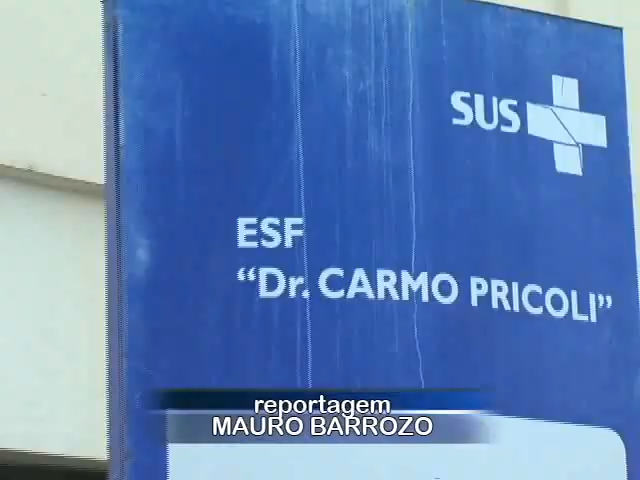 SUS
ESF
“Dr. CARMO PRICOLI”
reportagem
MAURO BARROZO